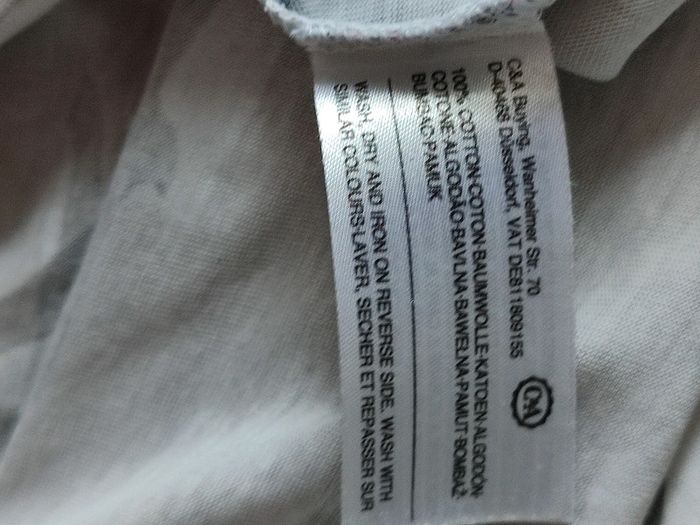 C&A Buying, Wanheimer Str. 70
D-40468 Düsseldorf, VAT DE811809155
C&A
100% COTTON·COTON·BAUMWOLLE·KATOEN·ALGODÓN·
COTONE·ALGODÃO·BAVLNA·BAWEŁNA·PAMUT·BOMBAŽ·
BUMBAC·PAMUK
WASH, DRY AND IRON ON REVERSE SIDE. WASH WITH
SIMILAR COLOURS·LAVER, SECHER ET REPASSER SUR